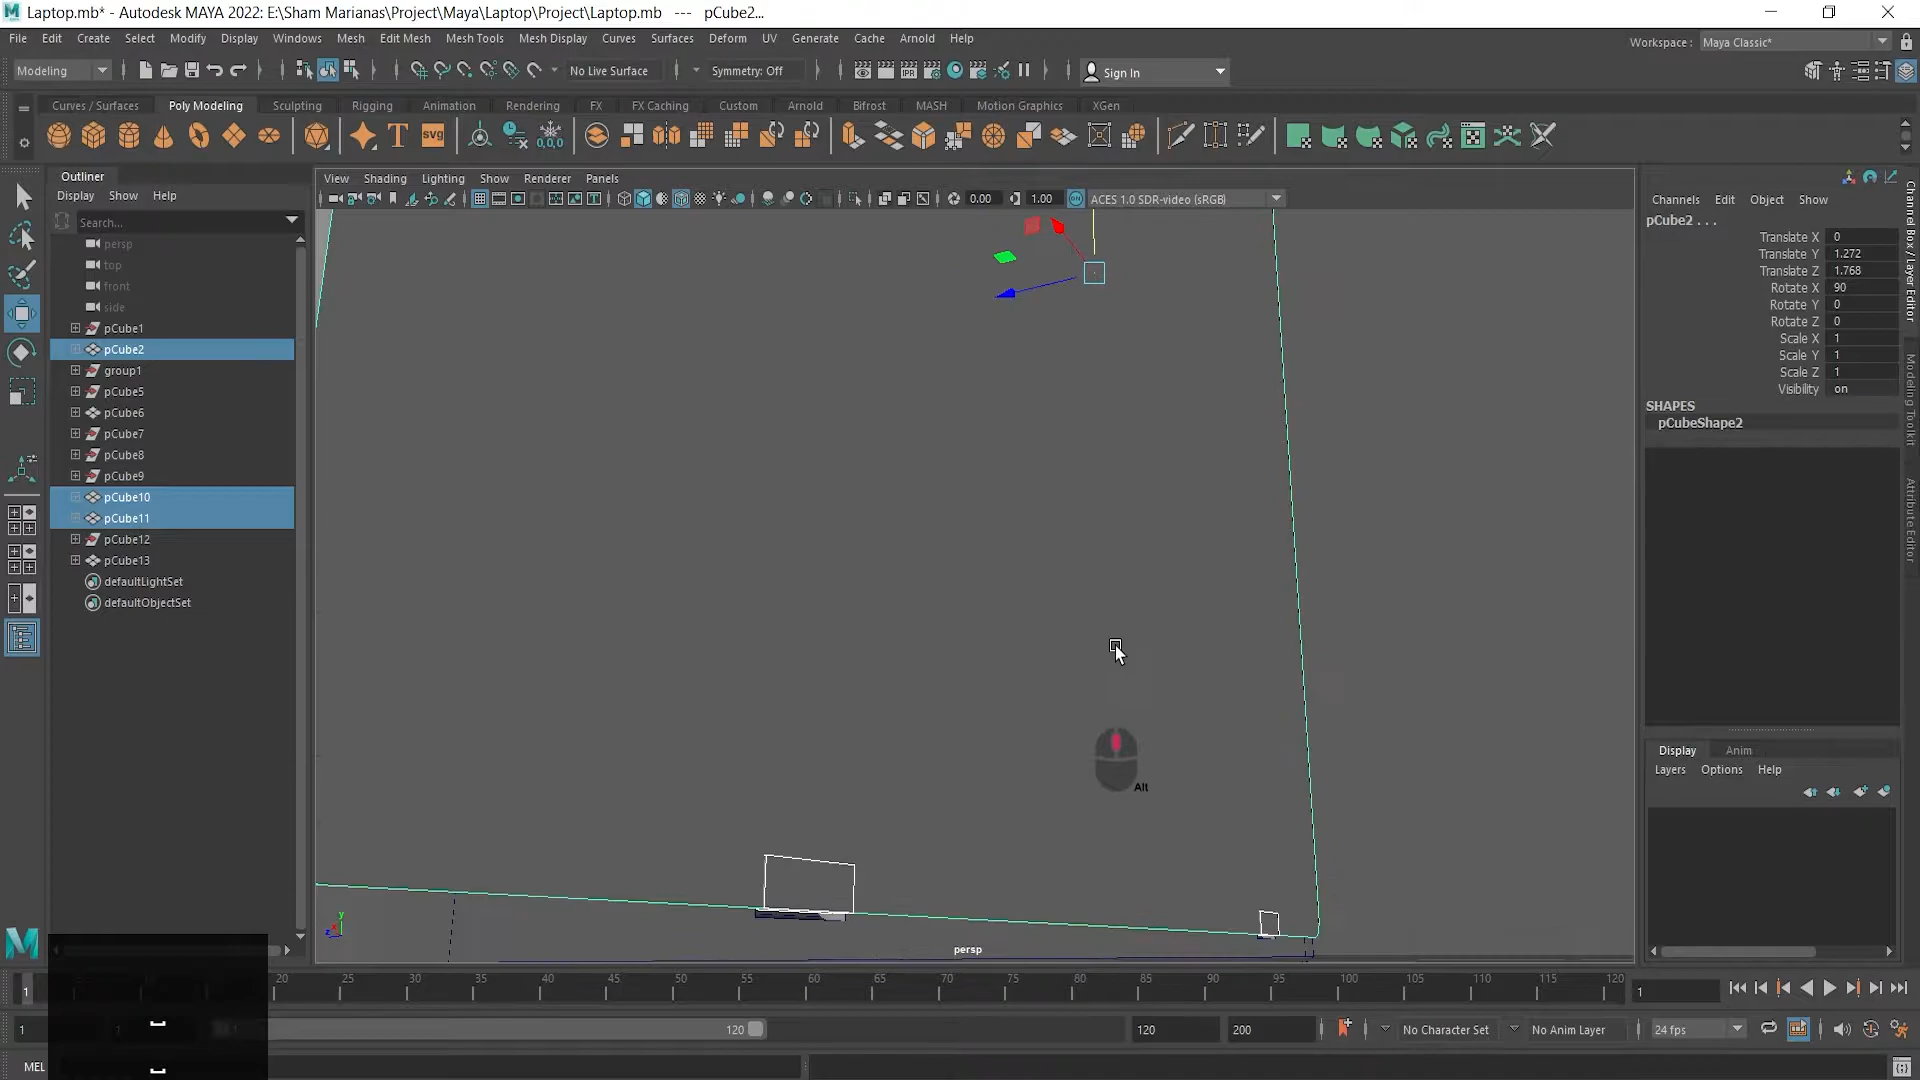 Laptop.mb* - Autodesk MAYA 2022: E:\Sham Marianas\Project\Maya\Laptop\Project\Laptop.mb --- pCube2...
File Edit Create Select Modify Display Windows Mesh Edit Mesh Mesh Tools Mesh Display Curves Surfaces Deform UV Generate Cache Arnold Help
Workspace : Maya Classic*
Modeling No Live Surface Symmetry: Off IPR Sign In
Curves / Surfaces Poly Modeling Sculpting Rigging Animation Rendering FX FX Caching Custom Arnold Bifrost MASH Motion Graphics XGen
T svg 0,0,0
Outliner
Display Show Help
Search...
persp
top
front
side
pCube1
pCube2
group1
pCube5
pCube6
pCube7
pCube8
pCube9
pCube10
pCube11
pCube12
pCube13
defaultLightSet
defaultObjectSet
View Shading Lighting Show Renderer Panels
0.00 1.00 ACES 1.0 SDR-video (sRGB)
Alt
y
z
persp
Channels Edit Object Show
pCube2 . . .
Translate X 0
Translate Y 1.272
Translate Z 1.768
Rotate X 90
Rotate Y 0
Rotate Z 0
Scale X 1
Scale Y 1
Scale Z 1
Visibility on
SHAPES
pCubeShape2
Channel Box / Layer Editor
Modeling Toolkit
Attribute Editor
Display Anim
Layers Options Help
1 20 25 30 35 40 45 50 55 60 65 70 75 80 85 90 95 100 105 110 115 120
1
1 1 1 120 120 200 No Character Set No Anim Layer 24 fps
MEL